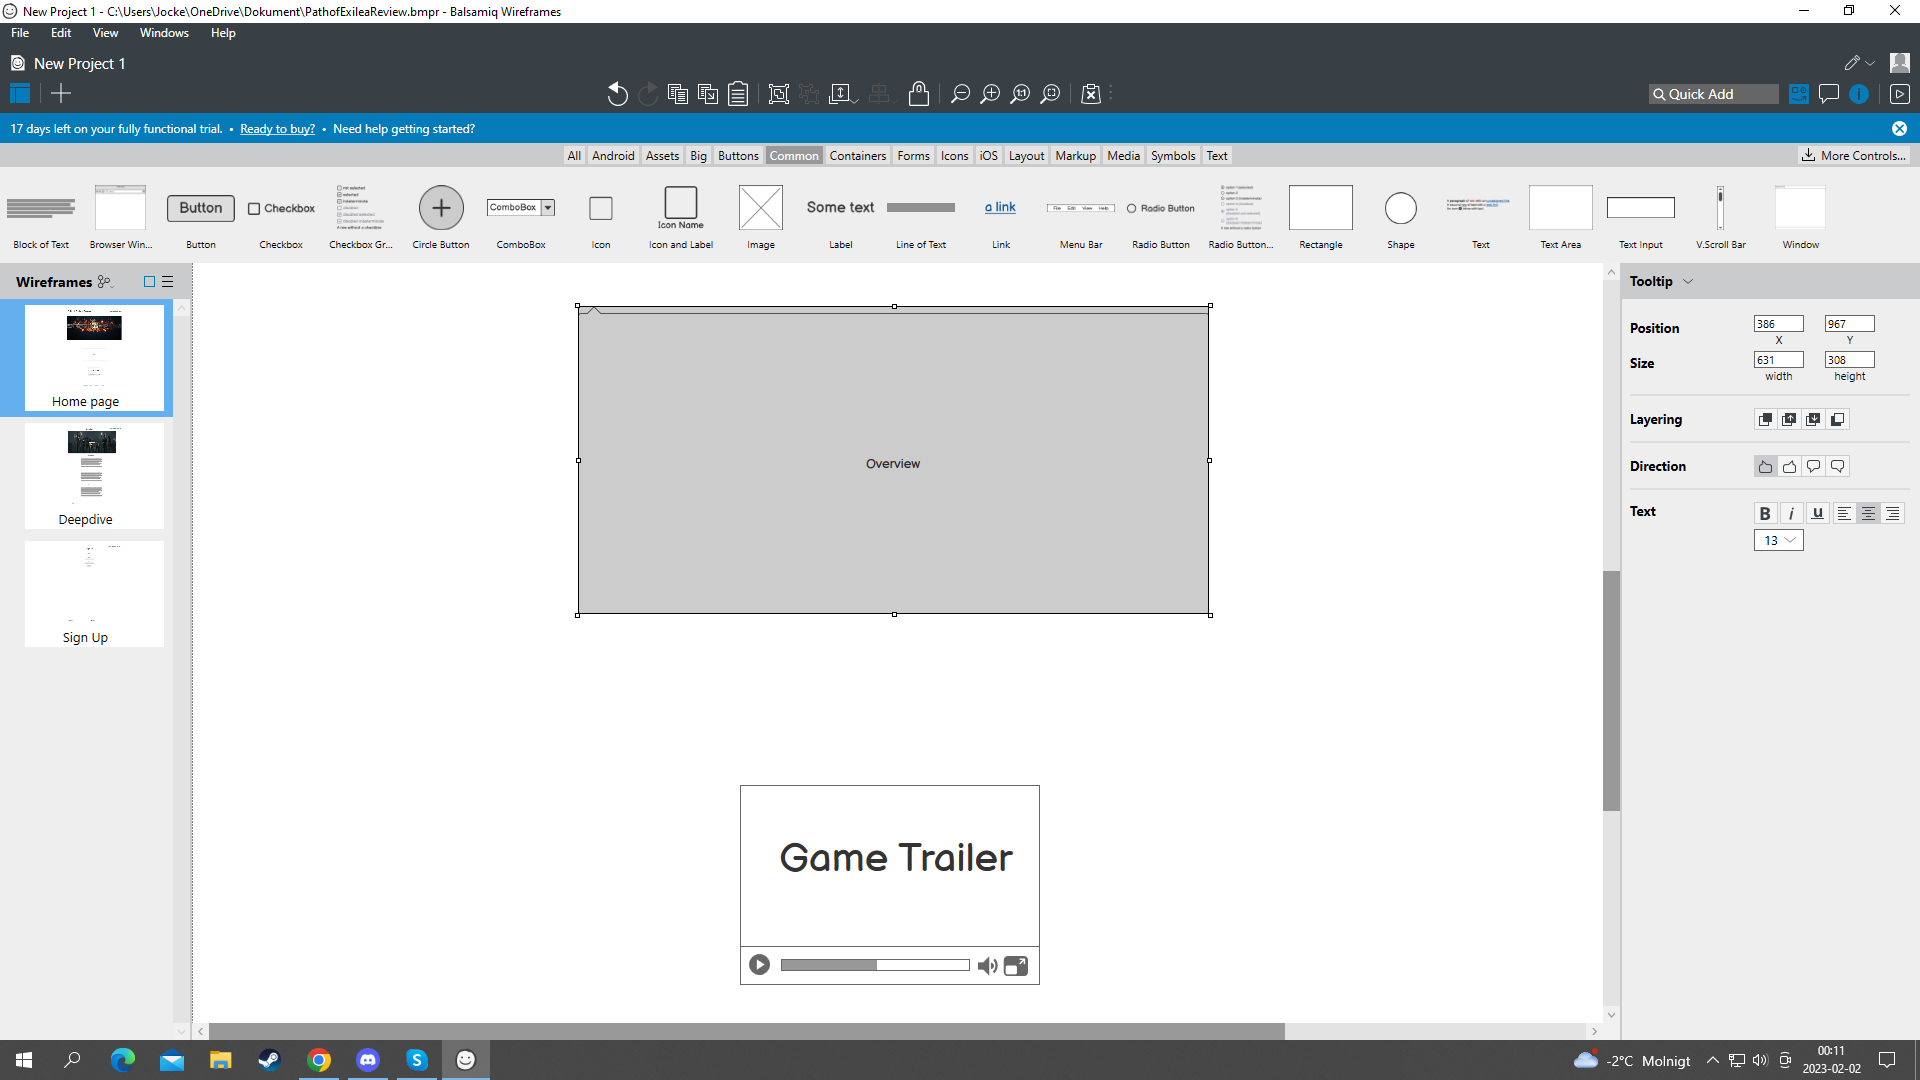 New Project 1 - C:\Users\Jocke\OneDrive\Dokument\PathofExileaReview.bmpr - Balsamiq Wireframes
File Edit View Windows Help
New Project 1
Quick Add
17 days left on your fully functional trial. • Ready to buy? • Need help getting started?
All Android Assets Big Buttons Common Containers Forms Icons iOS Layout Markup Media Symbols Text More Controls...
Button Checkbox ComboBox Icon Name Some text a link File Edit View Help Radio Button
Block of Text Browser Win... Button Checkbox Checkbox Gr... Circle Button ComboBox Icon Icon and Label Image Label Line of Text Link Menu Bar Radio Button Radio Button... Rectangle Shape Text Text Area Text Input V.Scroll Bar Window
Wireframes
Home page
Deepdive
Sign Up
Overview
Game Trailer
Tooltip
Position 386 967
X Y
Size 631 308
width height
Layering
Direction
Text B i u
13
-2°C Molnigt
00:11
2023-02-02